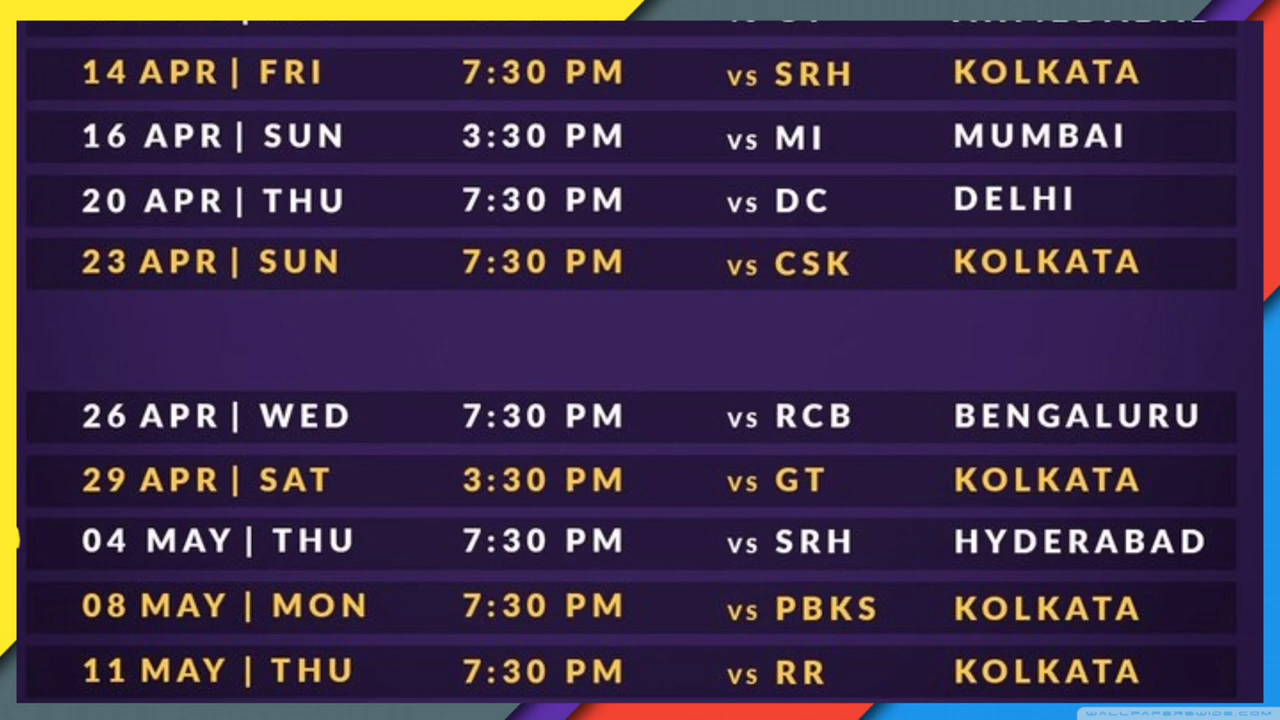 14 APR | FRI 7:30 PM vs SRH KOLKATA
16 APR | SUN 3:30 PM vs MI MUMBAI
20 APR | THU 7:30 PM vs DC DELHI
23 APR | SUN 7:30 PM vs CSK KOLKATA
26 APR | WED 7:30 PM vs RCB BENGALURU
29 APR | SAT 3:30 PM vs GT KOLKATA
04 MAY | THU 7:30 PM vs SRH HYDERABAD
08 MAY | MON 7:30 PM vs PBKS KOLKATA
11 MAY | THU 7:30 PM vs RR KOLKATA
WALLPAPERSWIDE.COM